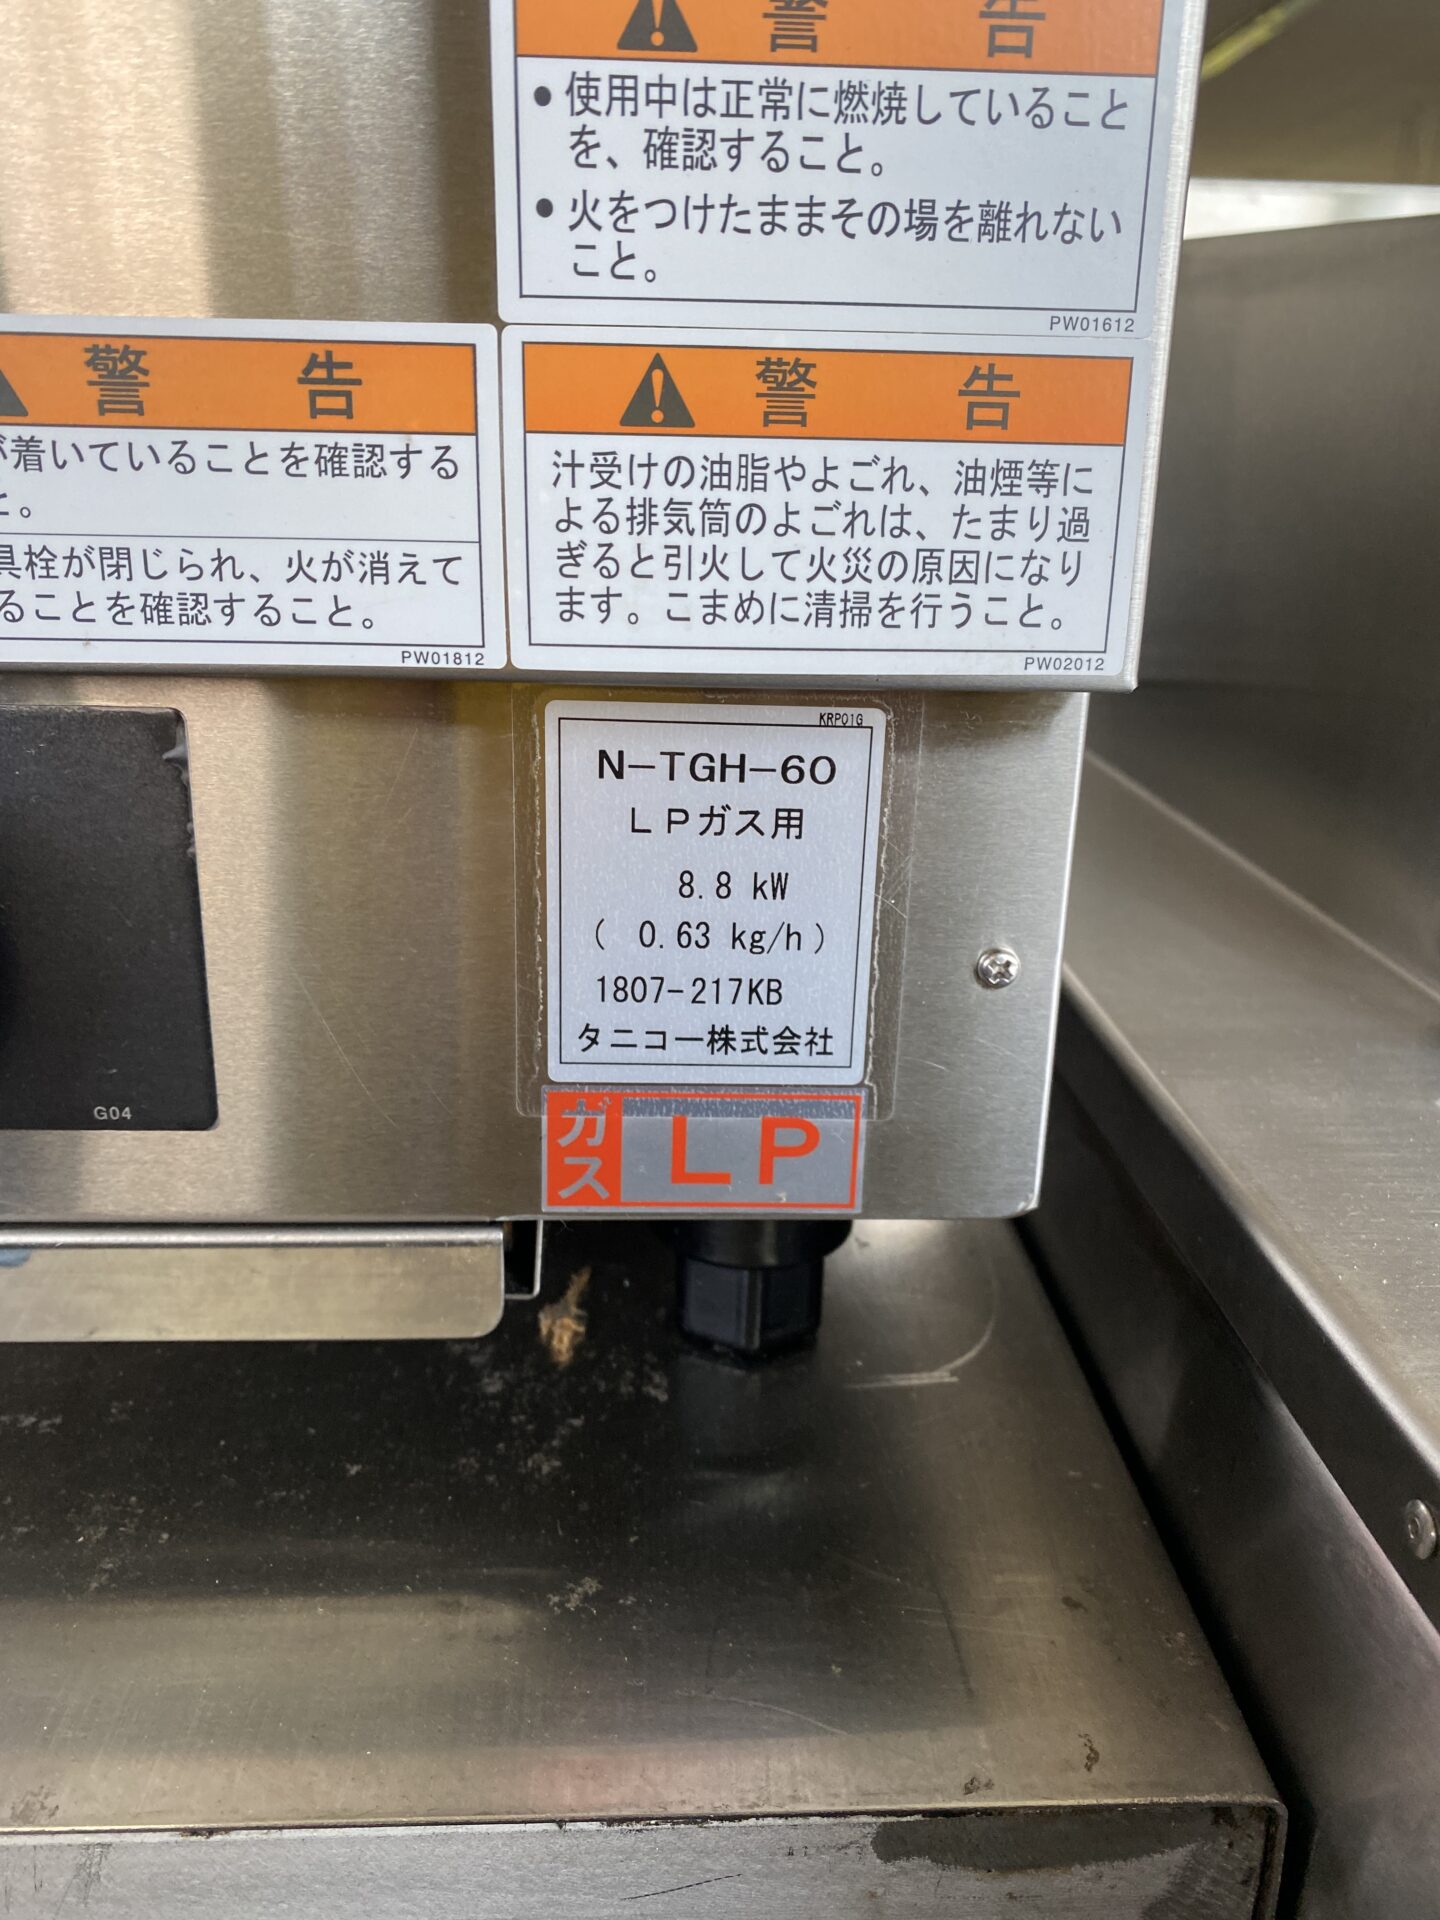 警 告
●使用中は正常に燃焼していること
を、確認すること。
●火をつけたままその場を離れない
こと。
PW01612
警 告
が着いていることを確認する
と。
具栓が閉じられ、火が消えて
ることを確認すること。
PW01812
警 告
汁受けの油脂やよごれ、油煙等に
よる排気筒のよごれは、たまり過
ぎると引火して火災の原因になり
ます。こまめに清掃を行うこと。
PW02012
KRP01G
N-TGH-60
LPガス用
8.8 kW
( 0.63 kg/h )
1807-217KB
タニコー株式会社
ガス LP
G04